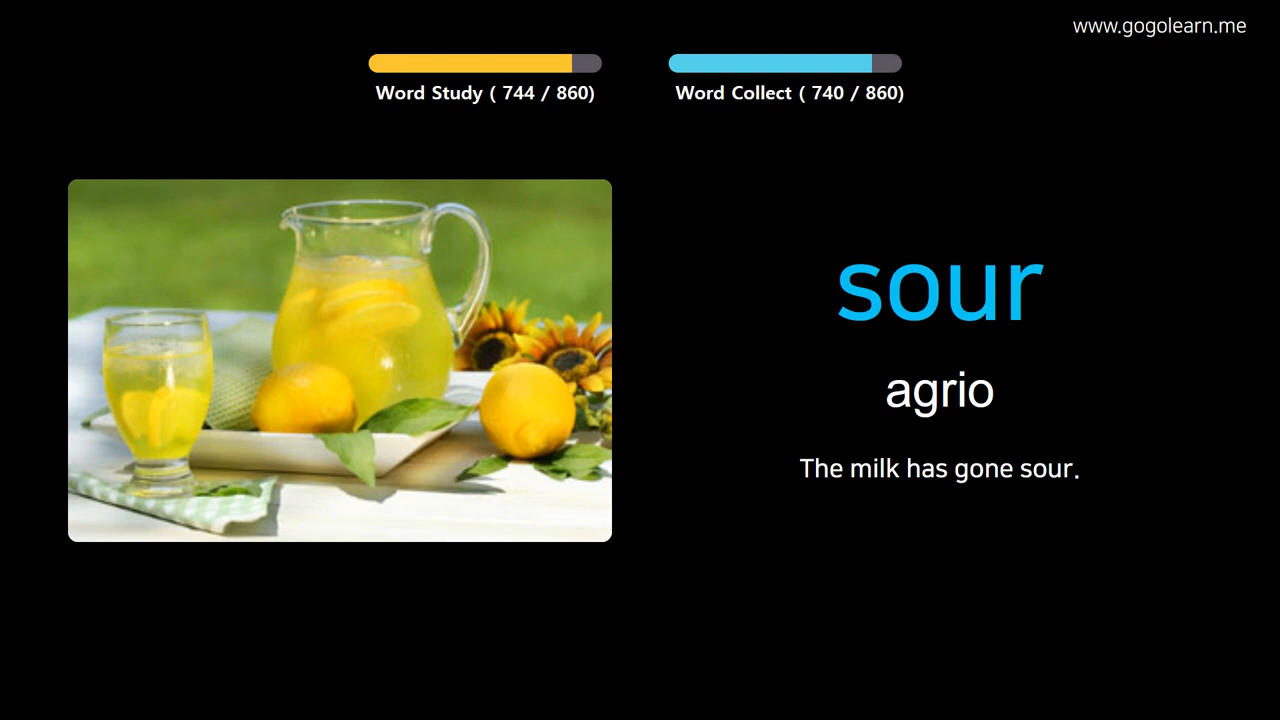 www.gogolearn.me
Word Study ( 744 / 860)
Word Collect ( 740 / 860)
sour
agrio
The milk has gone sour.